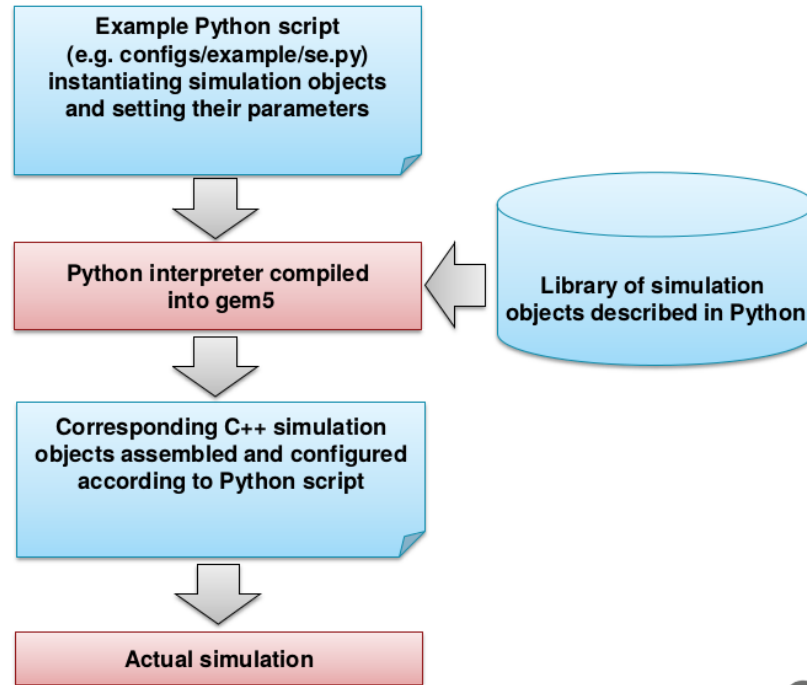 Example Python script
(e.g. configs/example/se.py)
instantiating simulation objects
and setting their parameters
Python interpreter compiled
into gem5
Library of simulation
objects described in Python
Corresponding C++ simulation
objects assembled and configured
according to Python script
Actual simulation